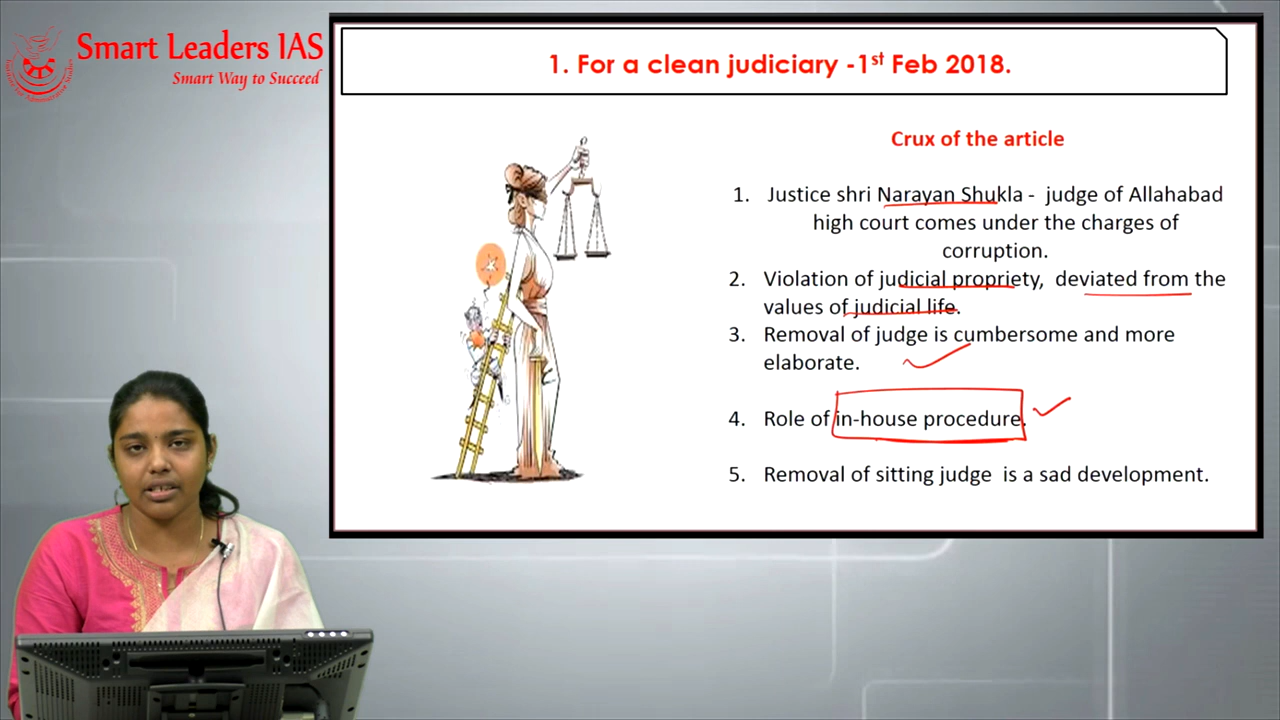 Smart Leaders IAS
Smart Way to Succeed
1. For a clean judiciary -1st Feb 2018.
Crux of the article
1. Justice shri Narayan Shukla - judge of Allahabad
high court comes under the charges of
corruption.
2. Violation of judicial propriety, deviated from the
values of judicial life.
3. Removal of judge is cumbersome and more
elaborate.
4. Role of in-house procedure.
5. Removal of sitting judge is a sad development.